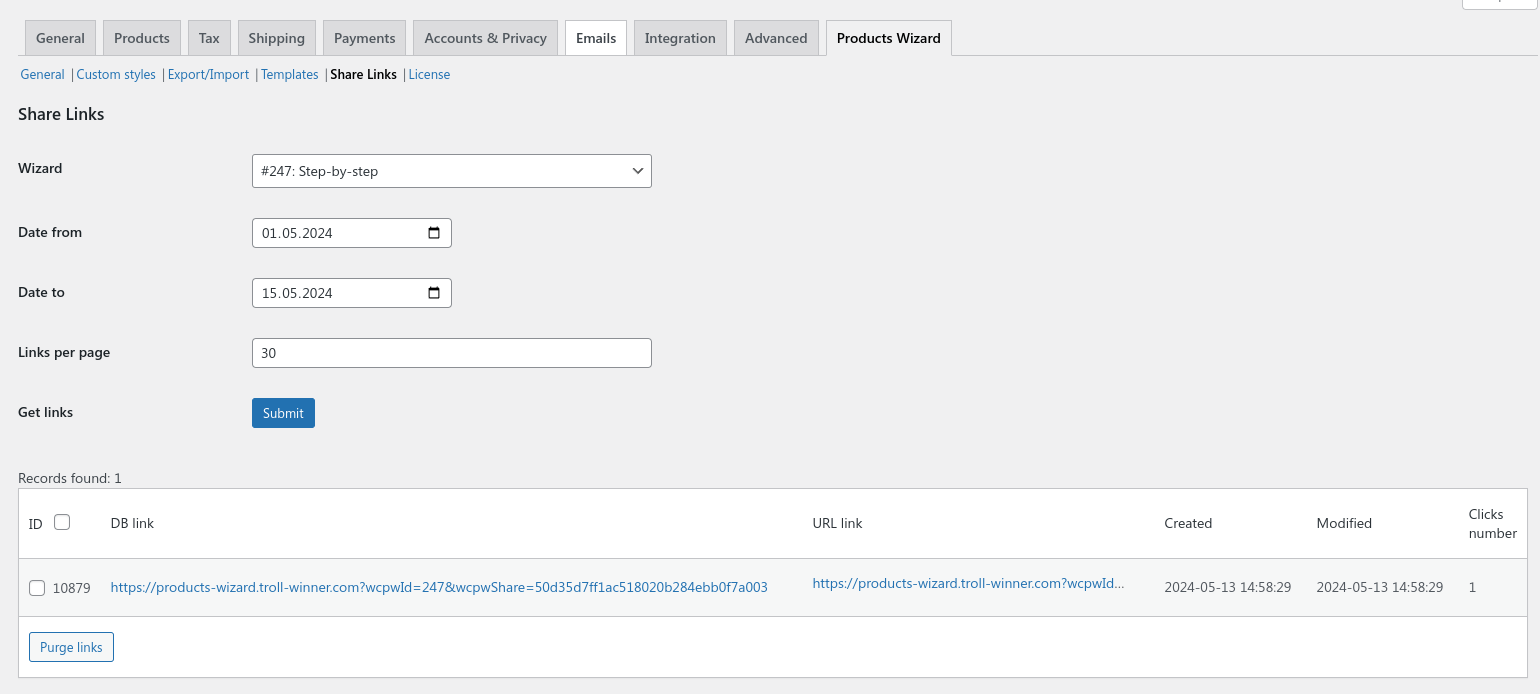 General Products Tax Shipping Payments Accounts & Privacy Emails Integration Advanced Products Wizard
General | Custom styles | Export/Import | Templates | Share Links | License
Share Links
Wizard #247: Step-by-step
Date from 01.05.2024
Date to 15.05.2024
Links per page 30
Get links Submit
Records found: 1
ID DB link URL link Created Modified Clicks number
10879 https://products-wizard.troll-winner.com?wcpwId=247&wcpwShare=50d35d7ff1ac518020b284ebb0f7a003 https://products-wizard.troll-winner.com?wcpwId... 2024-05-13 14:58:29 2024-05-13 14:58:29 1
Purge links